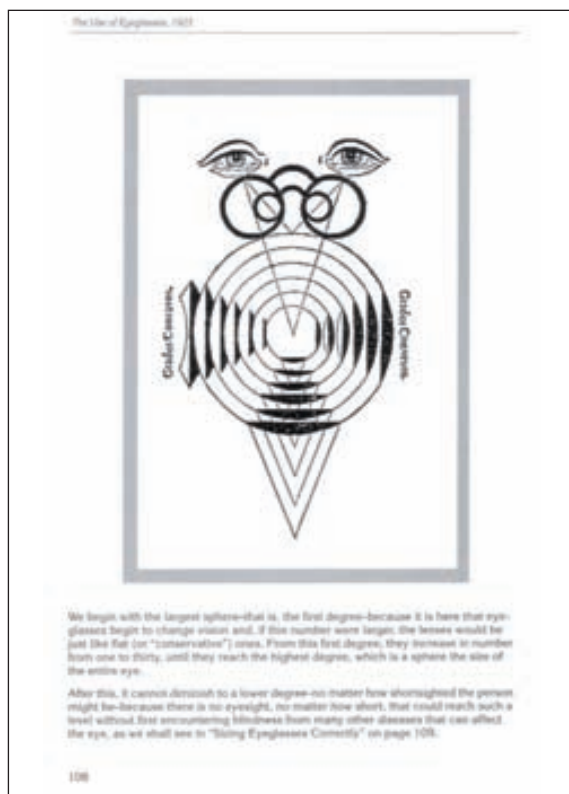 The Use of Eyeglasses, 1623
Grados Concavos.
Grados Convexos.
We begin with the largest sphere–that is, the first degree–because it is here that eye-
glasses begin to change vision and, if this number were larger, the lenses would be
just like flat (or "conservative") ones. From this first degree, they increase in number
from one to thirty, until they reach the highest degree, which is a sphere the size of
the entire eye.
After this, it cannot diminish to a lower degree–no matter how shortsighted the person
might be–because there is no eyesight, no matter how short, that could reach such a
level without first encountering blindness from many other diseases that can affect
the eye, as we shall see in "Sizing Eyeglasses Correctly" on page 109.
108